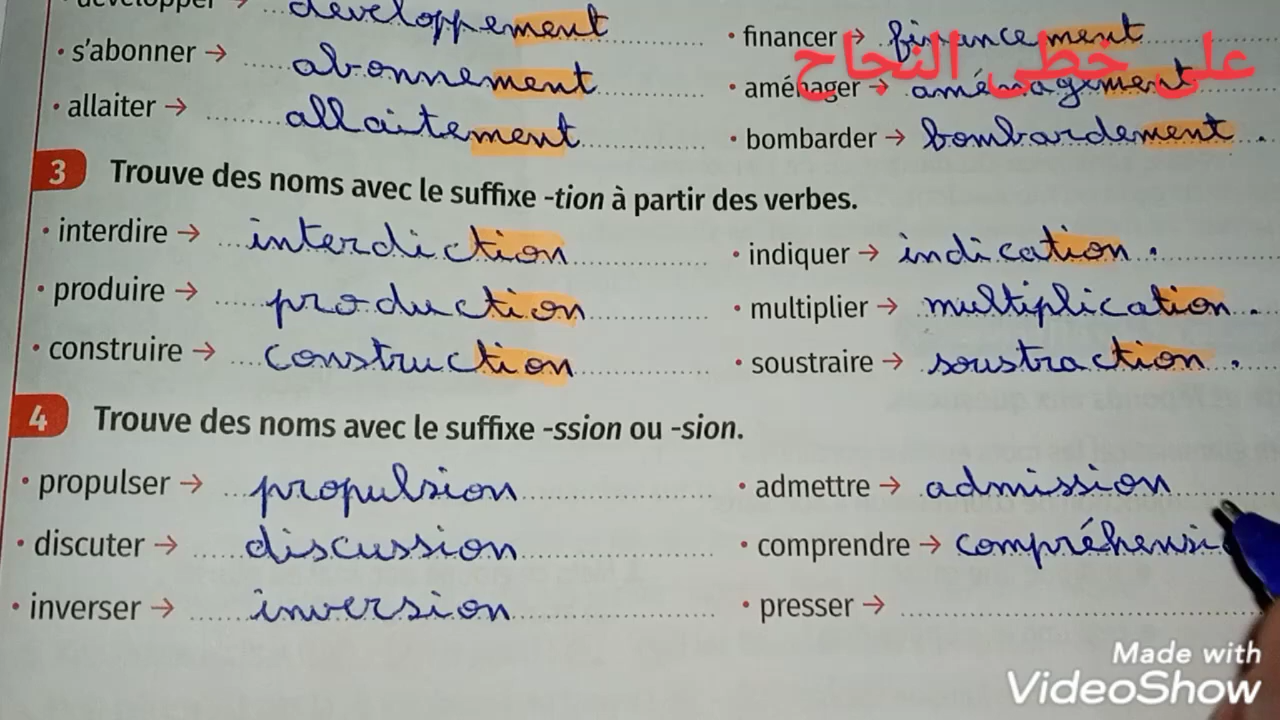 développer → ... développement
• s'abonner → ..... abonnement
• allaiter → ........ allaitement
• financer → financement
• aménager → aménagement
• bombarder → bombardement .
على خطى النجاح
3 Trouve des noms avec le suffixe -tion à partir des verbes.
• interdire → ... interdiction
• produire → ..... production
• construire → ... construction
• indiquer → indication .
• multiplier → multiplication .
• soustraire → soustraction .
4 Trouve des noms avec le suffixe -ssion ou -sion.
• propulser → ... propulsion
• discuter → ..... discussion
• inverser → ..... inversion
• admettre → admission
• comprendre → compréhensi
• presser → ........................
Made with
VideoShow